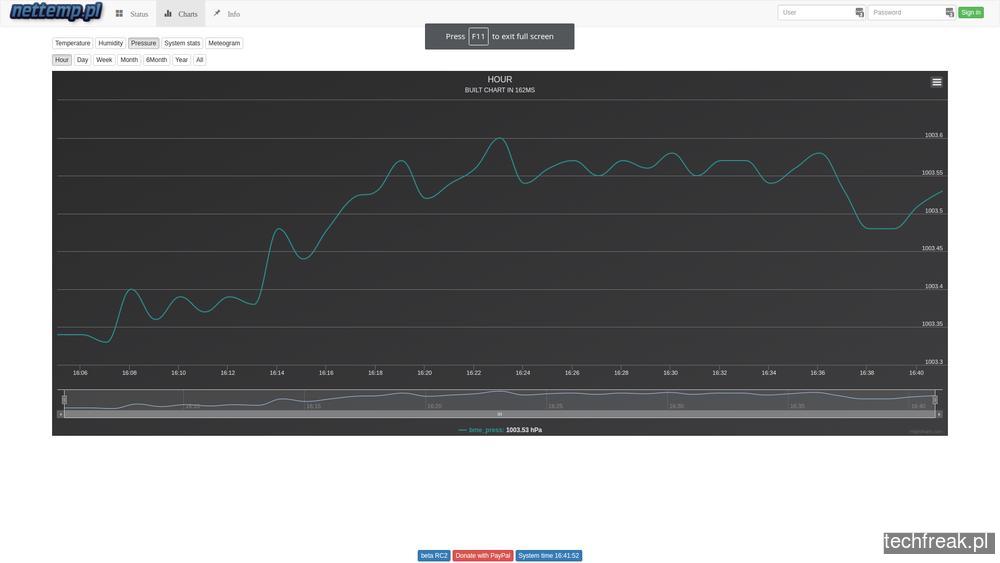 nettemp.pl
Status
Charts
Info
User
Password
Sign in
Press F11 to exit full screen
Temperature
Humidity
Pressure
System stats
Meteogram
Hour
Day
Week
Month
6Month
Year
All
HOUR
BUILT CHART IN 162MS
1003.6
1003.55
1003.5
1003.45
1003.4
1003.35
1003.3
16:06 16:08 16:10 16:12 16:14 16:16 16:18 16:20 16:22 16:24 16:26 16:28 16:30 16:32 16:34 16:36 16:38 16:40
16:10 16:15 16:20 16:25 16:30 16:35 16:40
bme_press: 1003.53 hPa
beta RC2
Donate with PayPal
System time 16:41:52
techfreak.pl